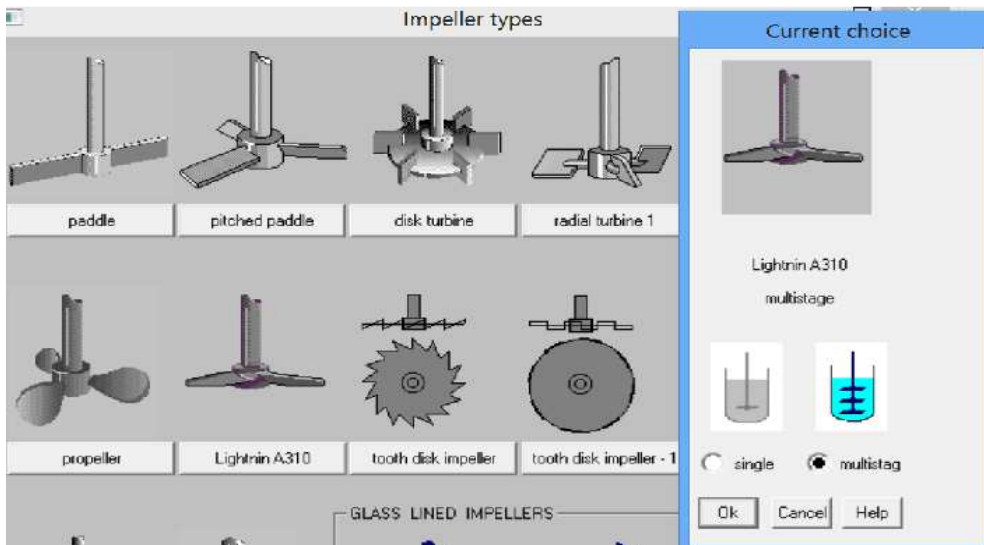 Impeller types
paddle
pitched paddle
disk turbine
radial turbine 1
propeller
Lightnin A310
tooth disk impeller
tooth disk impeller - 1
GLASS LINED IMPELLERS
Current choice
Lightnin A310
multistage
single
multistag
Ok
Cancel
Help